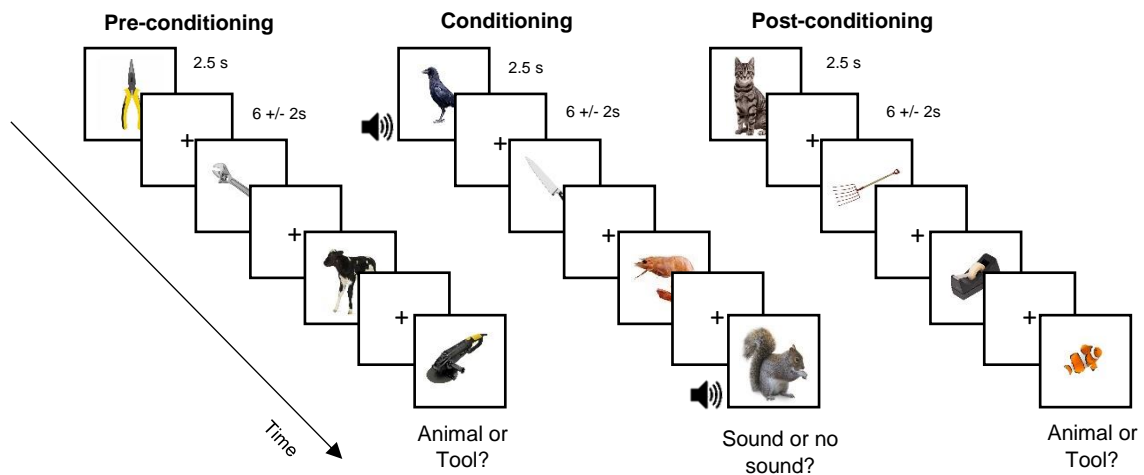 Pre-conditioning
Conditioning
Post-conditioning
2.5 s
2.5 s
2.5 s
6 +/- 2s
6 +/- 2s
6 +/- 2s
+
+
+
+
+
+
+
+
+
Time
Animal or
Tool?
Sound or no
sound?
Animal or
Tool?